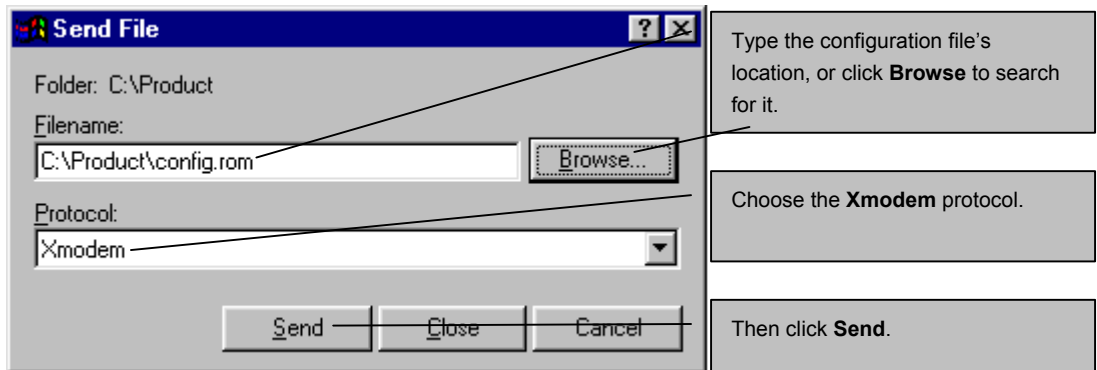 Send File
Folder: C:\Product
Filename:
C:\Product\config.rom
Browse...
Protocol:
Xmodem
Send
Close
Cancel
Type the configuration file's
location, or click Browse to search
for it.
Choose the Xmodem protocol.
Then click Send.